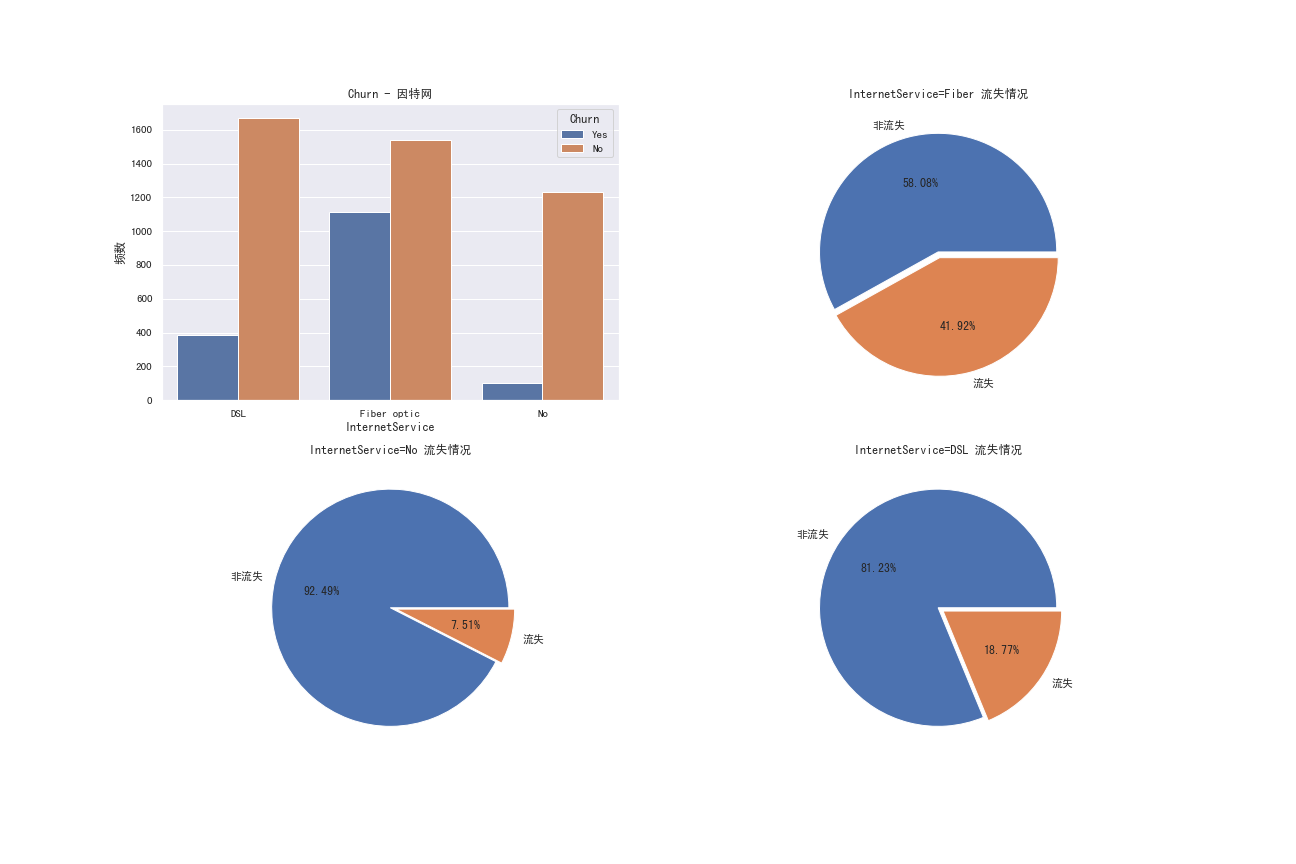 Churn - 因特网
Churn
Yes
No
频数
1600
1400
1200
1000
800
600
400
200
0
DSL
Fiber optic
No
InternetService
InternetService=Fiber 流失情况
非流失
58.08%
41.92%
流失
InternetService=No 流失情况
非流失
92.49%
7.51%
流失
InternetService=DSL 流失情况
非流失
81.23%
18.77%
流失